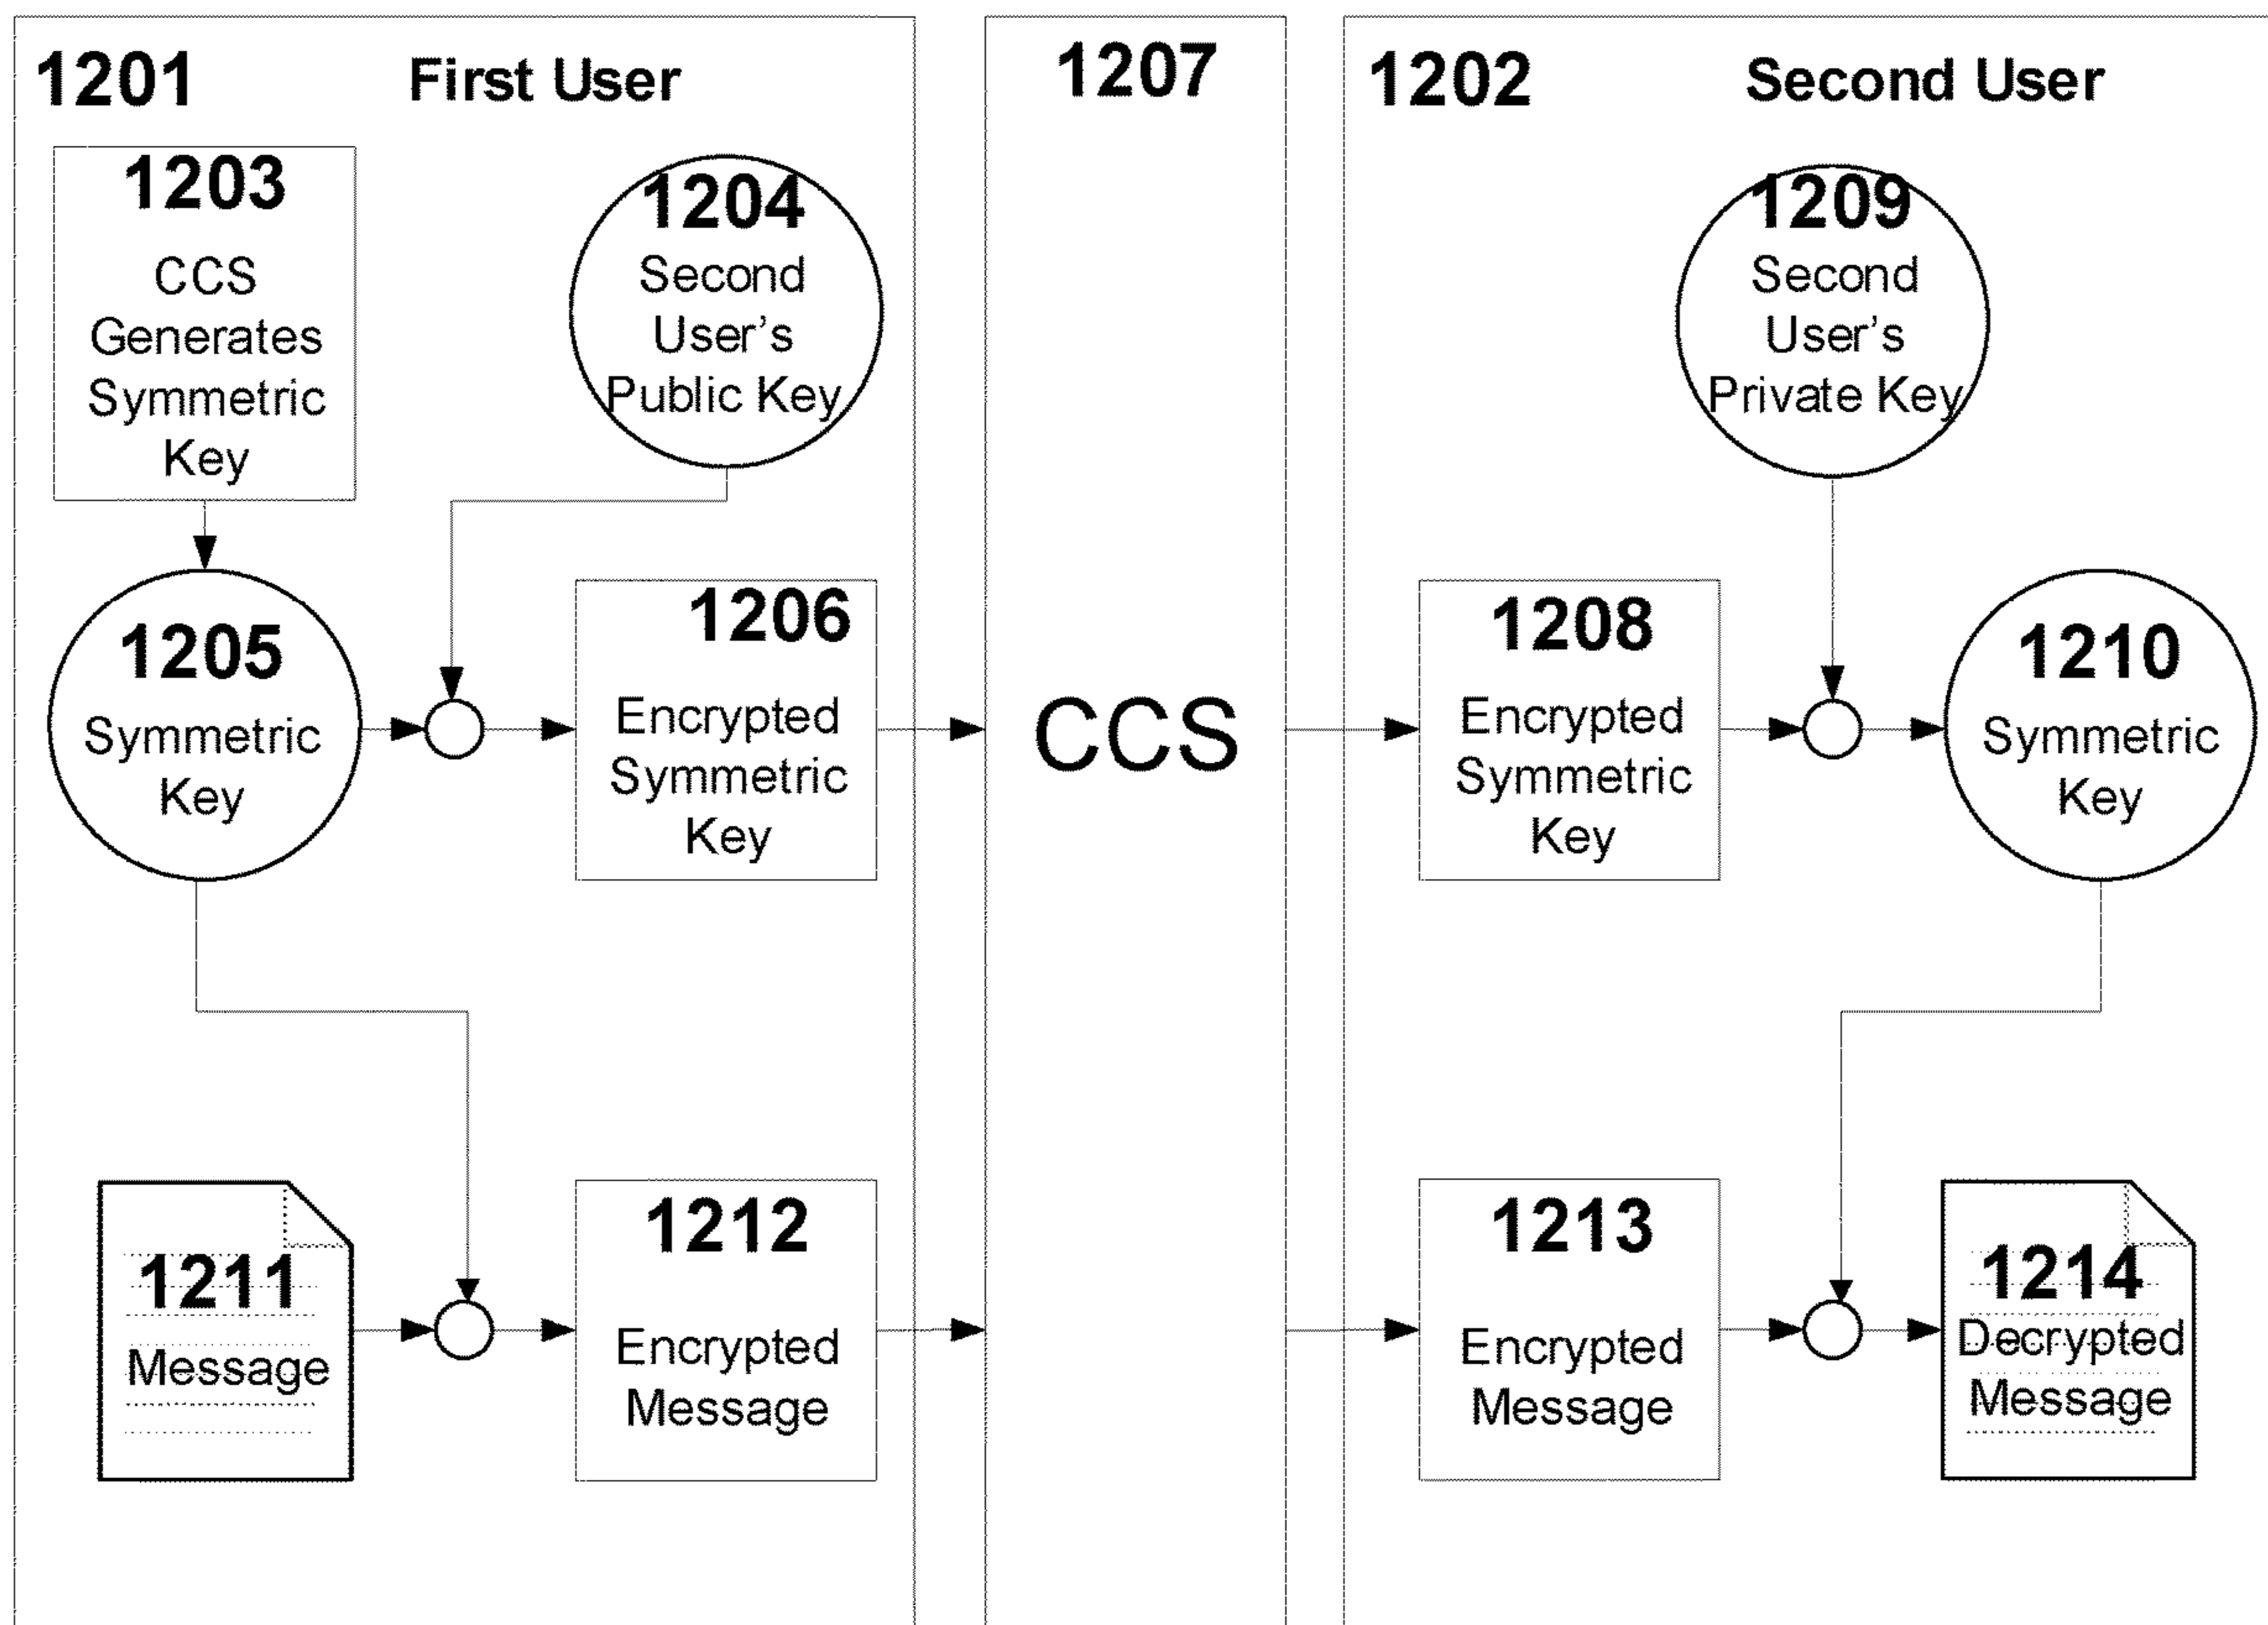 1201 First User
1203
CCS
Generates
Symmetric
Key
1204
Second
User's
Public Key
1205
Symmetric
Key
1206
Encrypted
Symmetric
Key
1211
Message
1212
Encrypted
Message
1207
CCS
1202 Second User
1209
Second
User's
Private Key
1208
Encrypted
Symmetric
Key
1210
Symmetric
Key
1213
Encrypted
Message
1214
Decrypted
Message